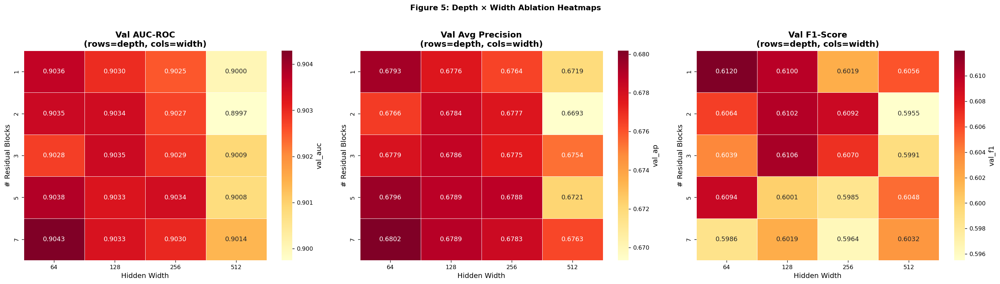 Figure 5: Depth × Width Ablation Heatmaps
Val AUC-ROC
(rows=depth, cols=width)
# Residual Blocks
1
0.9036 0.9030 0.9025 0.9000
2
0.9035 0.9034 0.9027 0.8997
3
0.9028 0.9035 0.9029 0.9009
5
0.9038 0.9033 0.9034 0.9008
7
0.9043 0.9033 0.9030 0.9014
64 128 256 512
Hidden Width
0.904
0.903
0.902
0.901
0.900
val_auc
Val Avg Precision
(rows=depth, cols=width)
# Residual Blocks
1
0.6793 0.6776 0.6764 0.6719
2
0.6766 0.6784 0.6777 0.6693
3
0.6779 0.6786 0.6775 0.6754
5
0.6796 0.6789 0.6788 0.6721
7
0.6802 0.6789 0.6783 0.6763
64 128 256 512
Hidden Width
0.680
0.678
0.676
0.674
0.672
0.670
val_ap
Val F1-Score
(rows=depth, cols=width)
# Residual Blocks
1
0.6120 0.6100 0.6019 0.6056
2
0.6064 0.6102 0.6092 0.5955
3
0.6039 0.6106 0.6070 0.5991
5
0.6094 0.6001 0.5985 0.6048
7
0.5986 0.6019 0.5964 0.6032
64 128 256 512
Hidden Width
0.610
0.608
0.606
0.604
0.602
0.600
0.598
0.596
val_f1